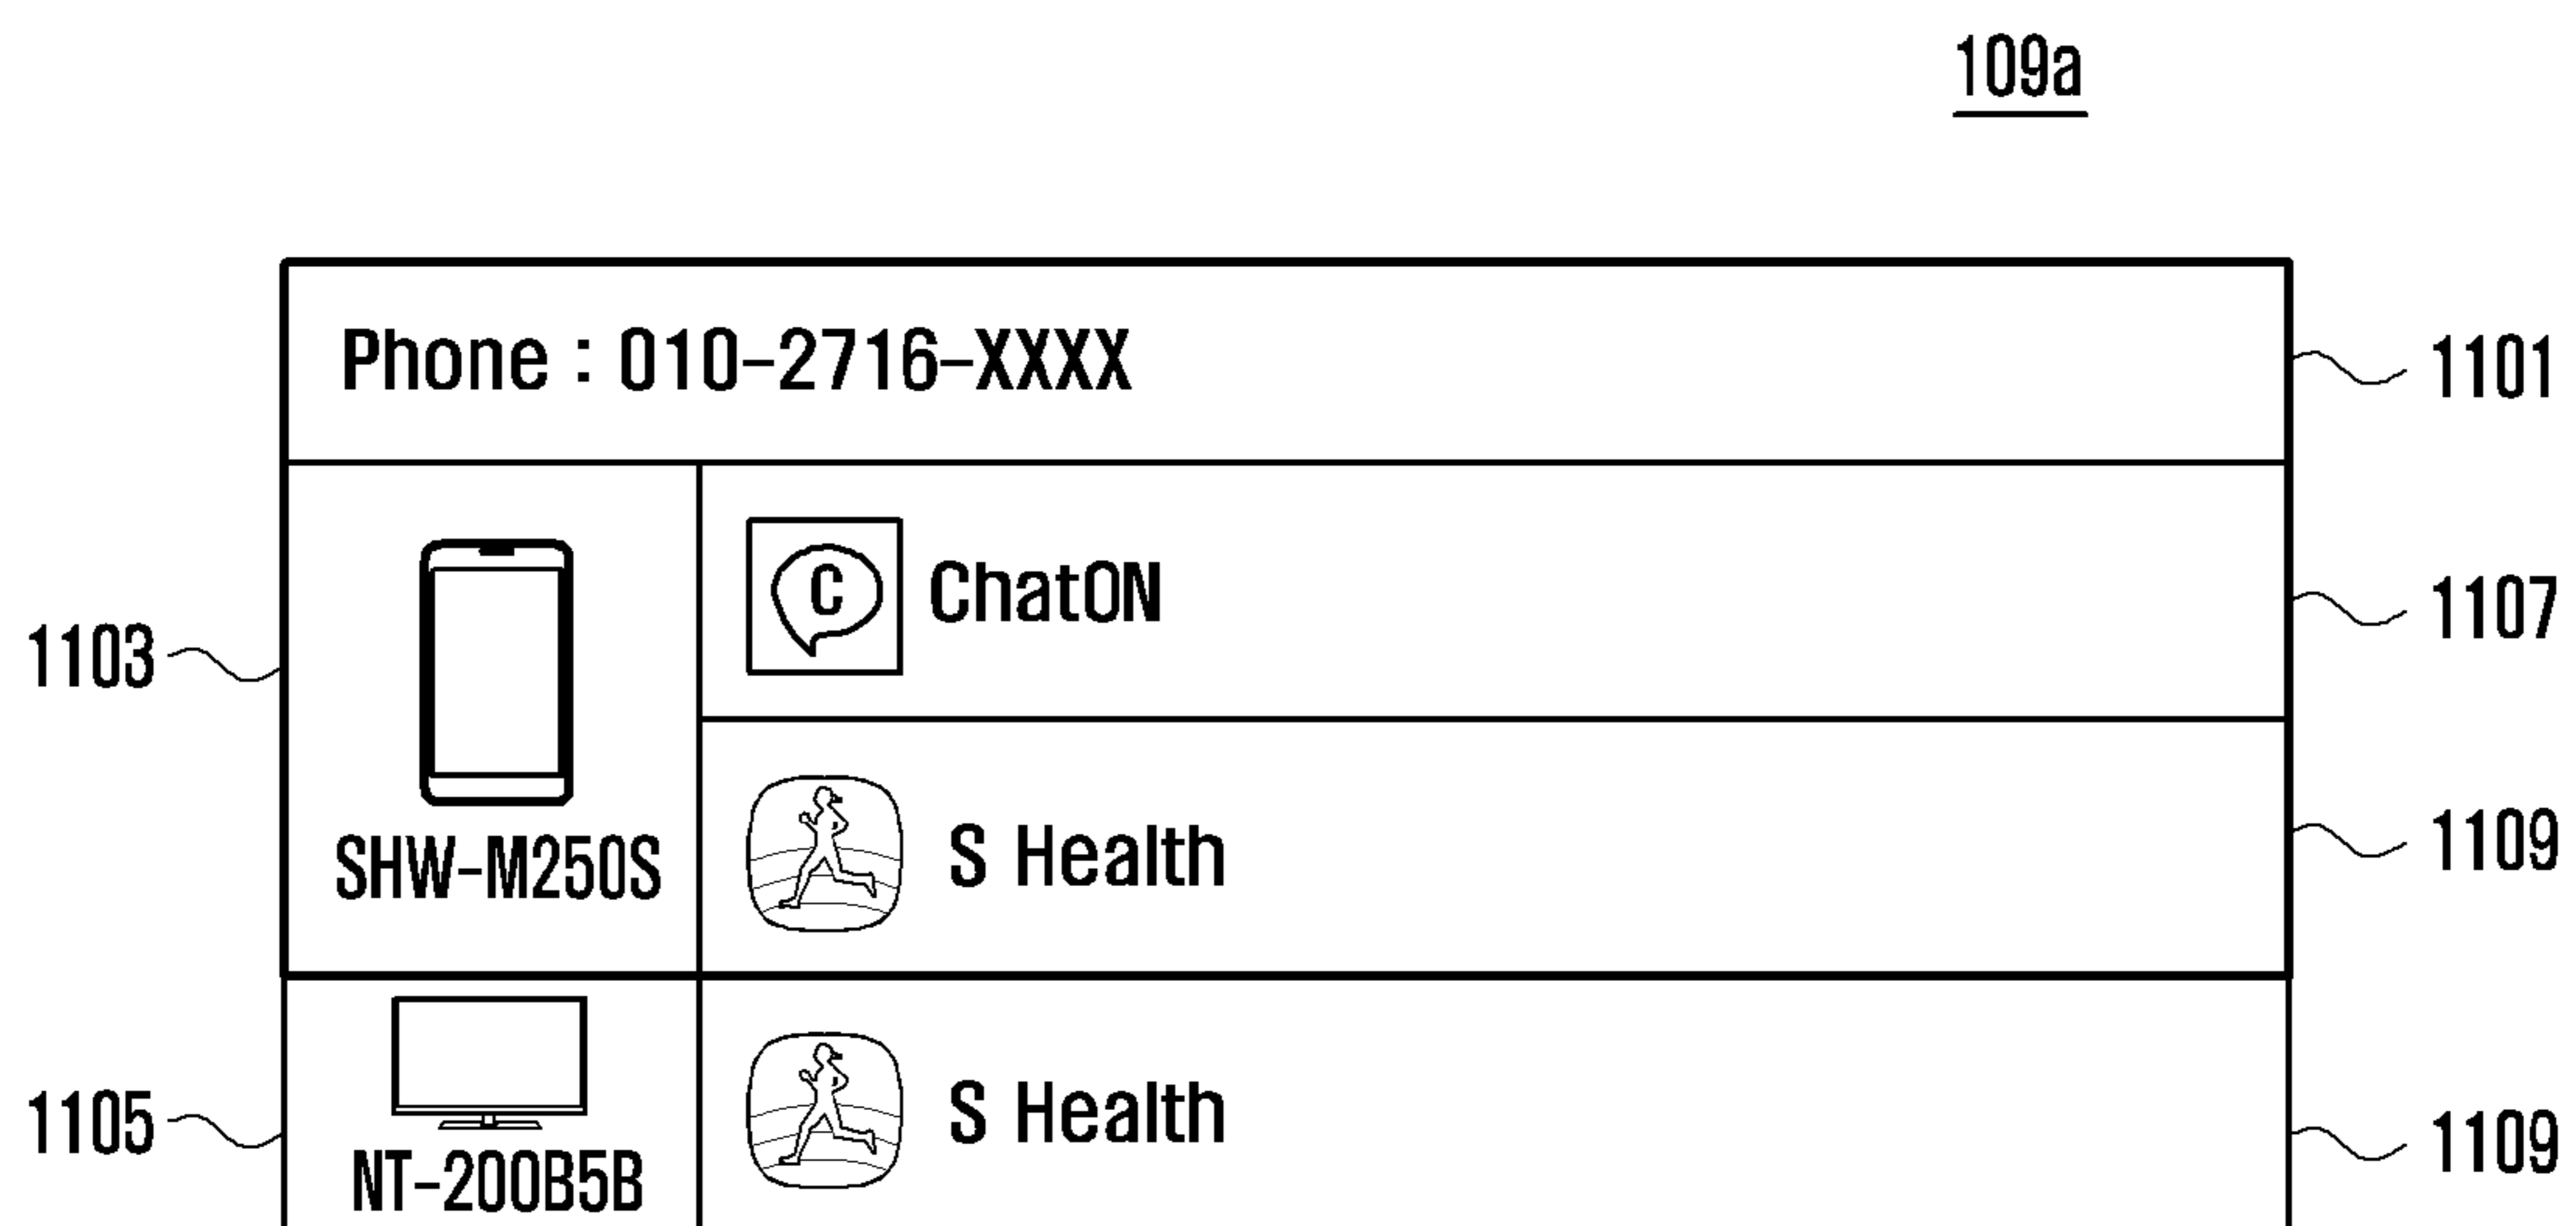 109a
Phone : 010-2716-XXXX
1101
C ChatON
1107
1103
SHW-M250S
S Health
1109
1105
NT-200B5B
S Health
1109